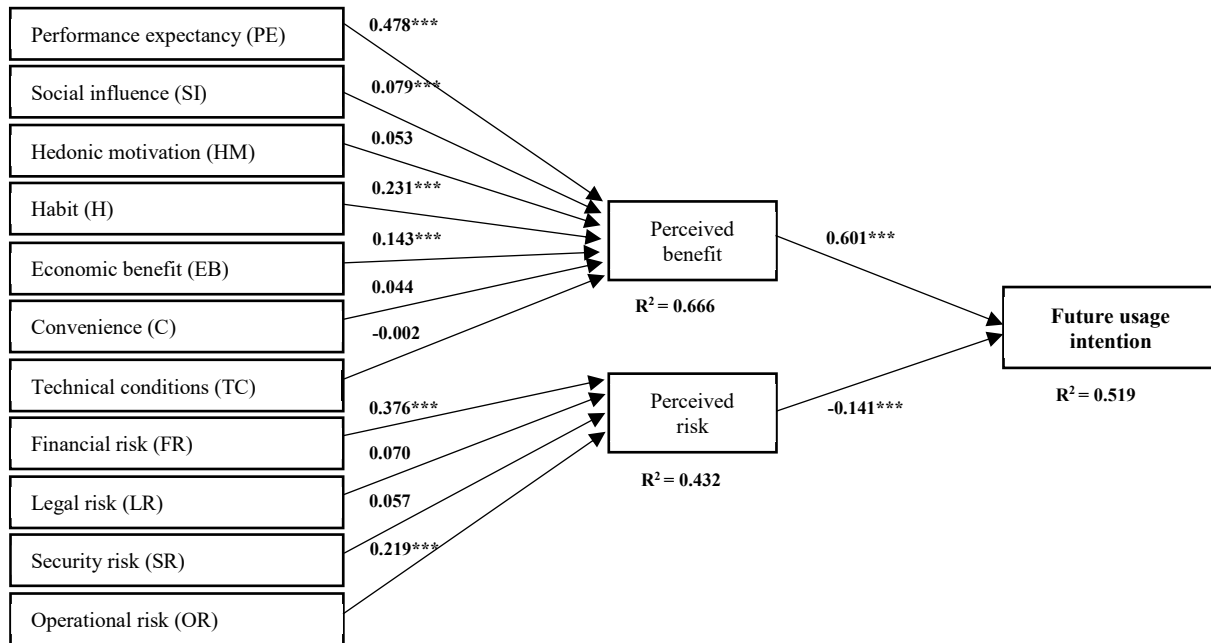 Performance expectancy (PE)
0.478***
Social influence (SI)
0.079***
Hedonic motivation (HM)
0.053
Habit (H)
0.231***
Economic benefit (EB)
0.143***
Convenience (C)
0.044
Technical conditions (TC)
-0.002
Financial risk (FR)
0.376***
Legal risk (LR)
0.070
Security risk (SR)
0.057
Operational risk (OR)
0.219***
Perceived
benefit
R² = 0.666
0.601***
Perceived
risk
R² = 0.432
-0.141***
Future usage
intention
R² = 0.519